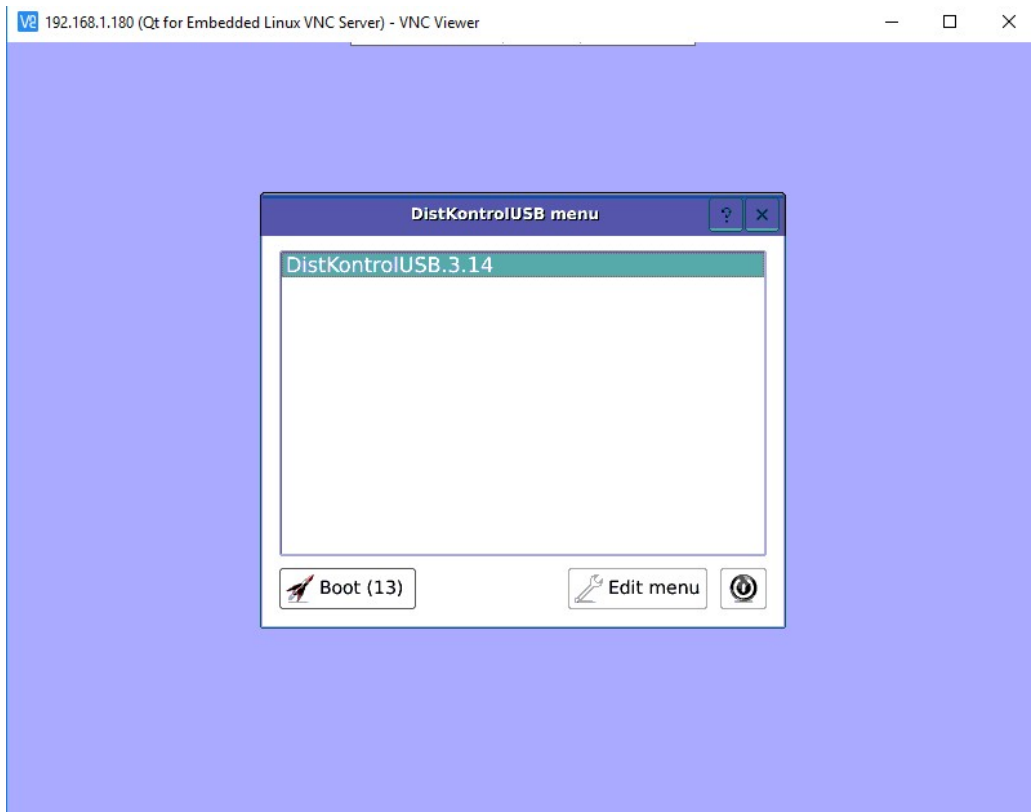 192.168.1.180 (Qt for Embedded Linux VNC Server) - VNC Viewer
DistKontrolUSB menu
DistKontrolUSB.3.14
Boot (13)
Edit menu